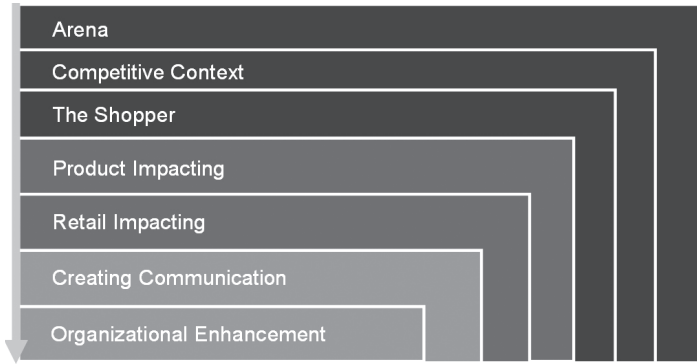 Arena
Competitive Context
The Shopper
Product Impacting
Retail Impacting
Creating Communication
Organizational Enhancement